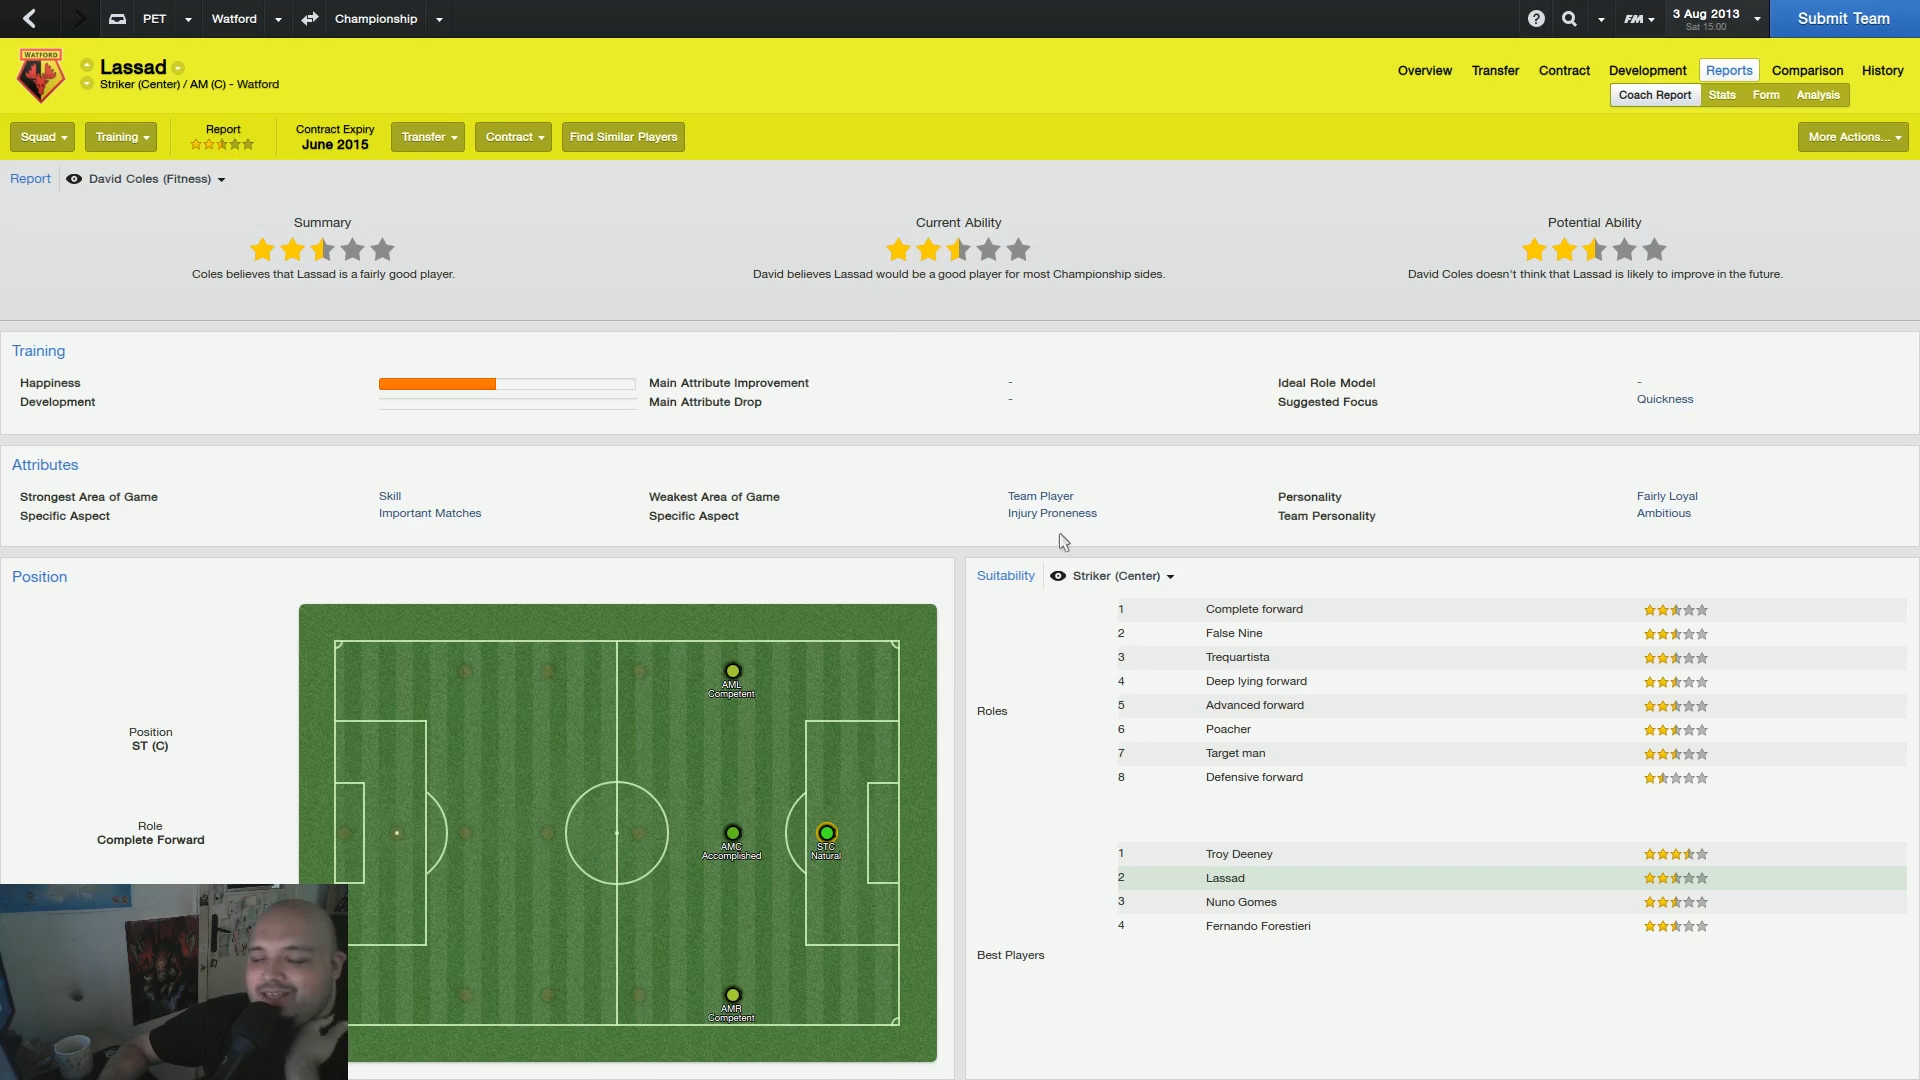 PET
Watford
Championship
FM
3 Aug 2013
Sat 15:00
Submit Team
WATFORD
Lassad
Striker (Center) / AM (C) - Watford
Overview
Transfer
Contract
Development
Reports
Comparison
History
Coach Report
Stats
Form
Analysis
Squad
Training
Report
Contract Expiry
June 2015
Transfer
Contract
Find Similar Players
More Actions...
Report
David Coles (Fitness)
Summary
Coles believes that Lassad is a fairly good player.
Current Ability
David believes Lassad would be a good player for most Championship sides.
Potential Ability
David Coles doesn't think that Lassad is likely to improve in the future.
Training
Happiness
Development
Main Attribute Improvement
-
Main Attribute Drop
-
Ideal Role Model
-
Suggested Focus
Quickness
Attributes
Strongest Area of Game
Skill
Specific Aspect
Important Matches
Weakest Area of Game
Team Player
Specific Aspect
Injury Proneness
Personality
Fairly Loyal
Team Personality
Ambitious
Position
Position
ST (C)
Role
Complete Forward
AML
Competent
AMC
Accomplished
STC
Natural
AMR
Competent
Suitability
Striker (Center)
Roles
1 Complete forward
2 False Nine
3 Trequartista
4 Deep lying forward
5 Advanced forward
6 Poacher
7 Target man
8 Defensive forward
Best Players
1 Troy Deeney
2 Lassad
3 Nuno Gomes
4 Fernando Forestieri